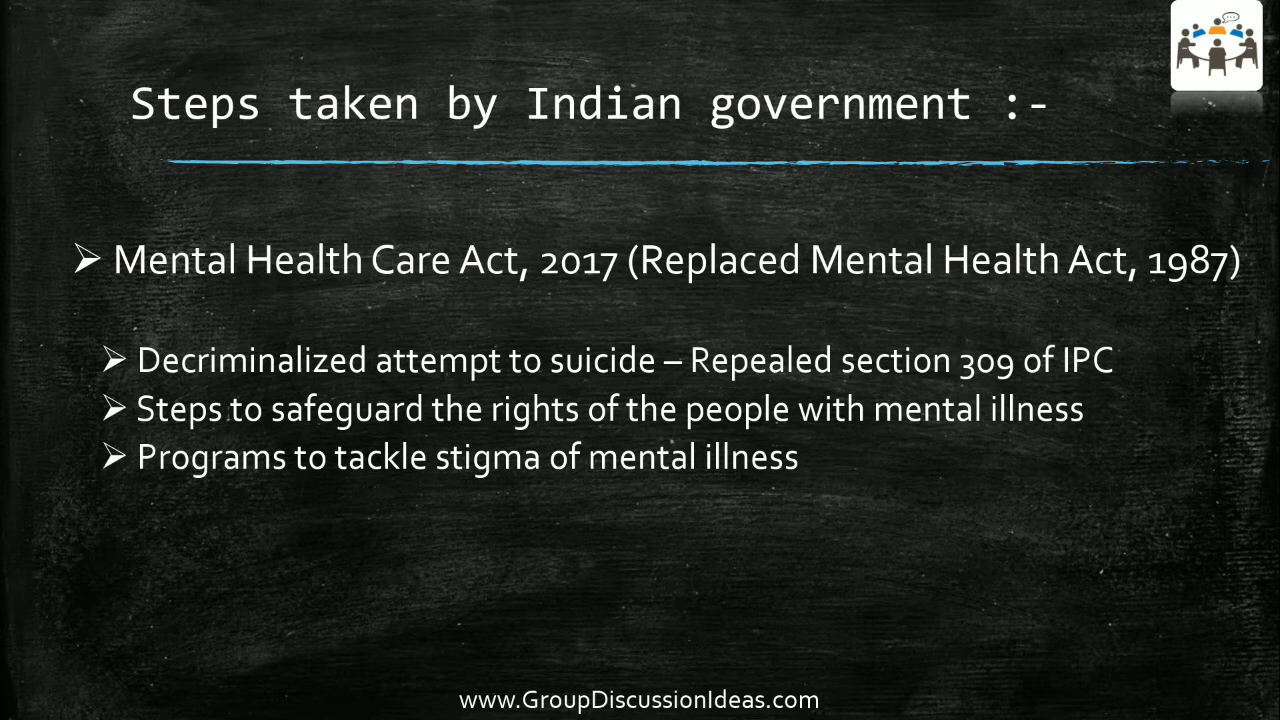 Steps taken by Indian government :-
➢ Mental Health Care Act, 2017 (Replaced Mental Health Act, 1987)
➢ Decriminalized attempt to suicide – Repealed section 309 of IPC
➢ Steps to safeguard the rights of the people with mental illness
➢ Programs to tackle stigma of mental illness
www.GroupDiscussionIdeas.com